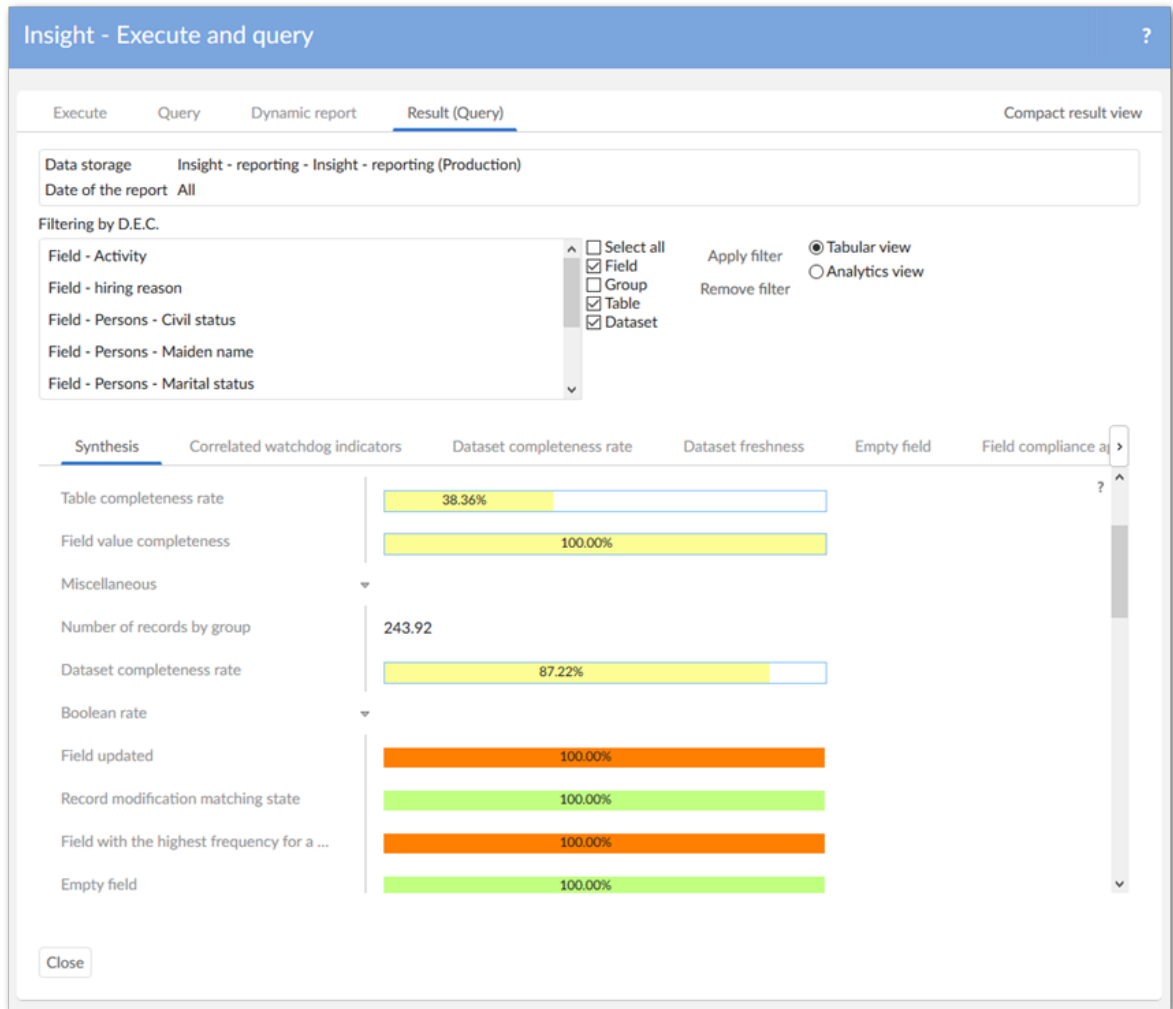 Insight - Execute and query ?
Execute Query Dynamic report Result (Query) Compact result view
Data storage Insight - reporting - Insight - reporting (Production)
Date of the report All
Filtering by D.E.C.
Field - Activity
Field - hiring reason
Field - Persons - Civil status
Field - Persons - Maiden name
Field - Persons - Marital status
Select all
Field
Group
Table
Dataset
Apply filter
Remove filter
Tabular view
Analytics view
Synthesis Correlated watchdog indicators Dataset completeness rate Dataset freshness Empty field Field compliance a
?
Table completeness rate 38.36%
Field value completeness 100.00%
Miscellaneous
Number of records by group 243.92
Dataset completeness rate 87.22%
Boolean rate
Field updated 100.00%
Record modification matching state 100.00%
Field with the highest frequency for a ... 100.00%
Empty field 100.00%
Close